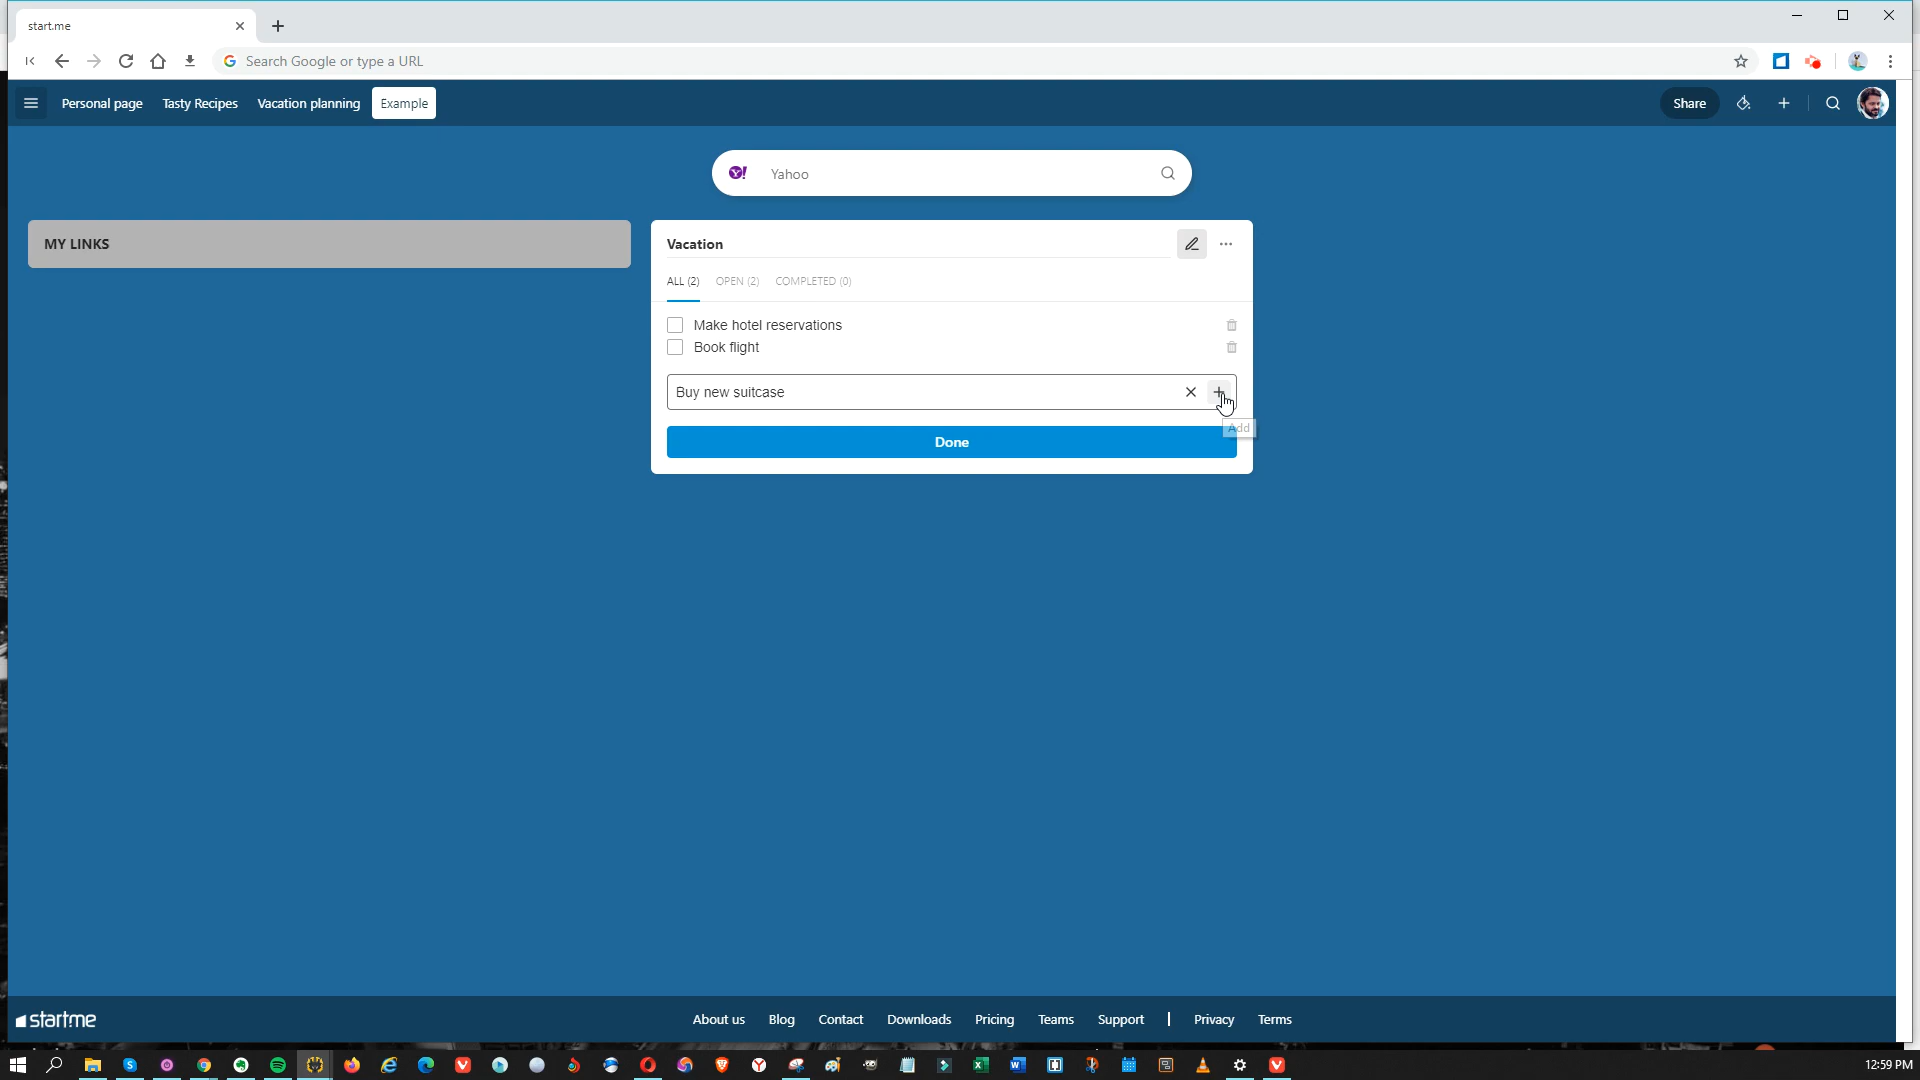 start.me
Search Google or type a URL
Personal page Tasty Recipes Vacation planning Example Share
Yahoo
MY LINKS
Vacation
ALL (2) OPEN (2) COMPLETED (0)
Make hotel reservations
Book flight
Buy new suitcase
Add
Done
start.me
About us Blog Contact Downloads Pricing Teams Support | Privacy Terms
12:59 PM